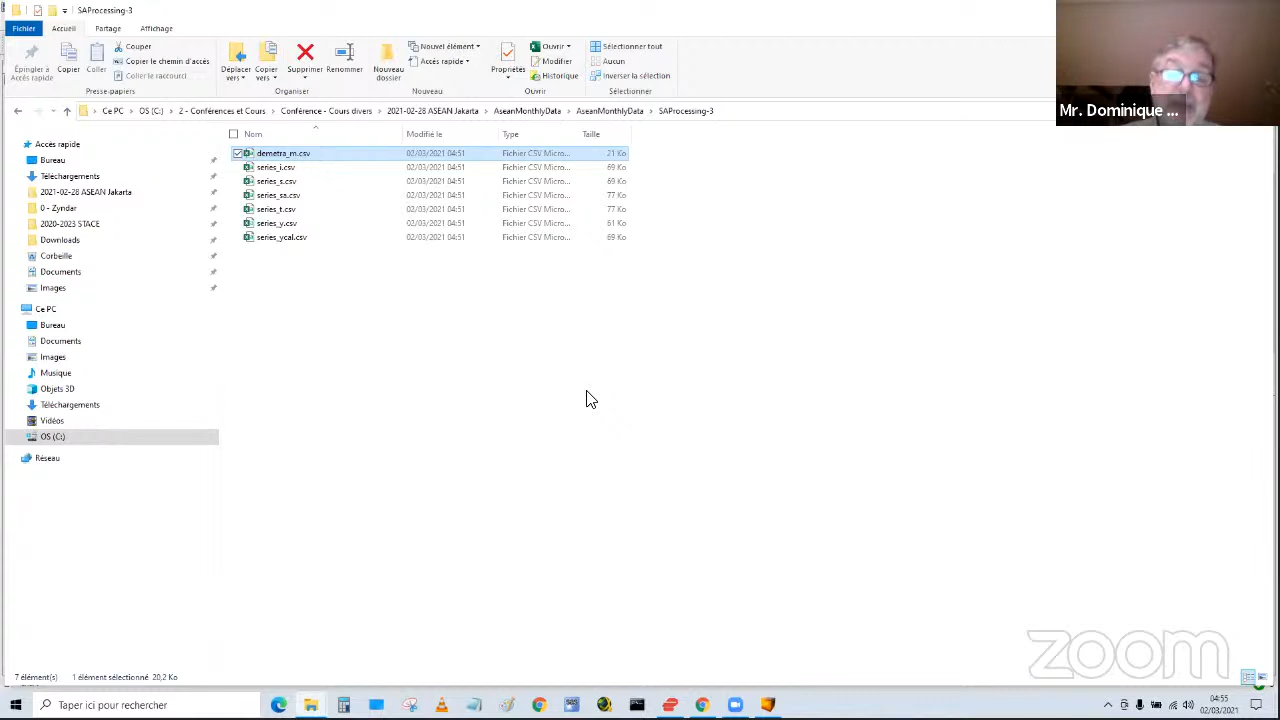 SAProcessing-3
Fichier Accueil Partage Affichage
Épingler à Accès rapide
Copier
Coller
Couper
Copier le chemin d'accès
Coller le raccourci
Déplacer vers
Copier vers
Supprimer
Renommer
Nouveau dossier
Nouvel élément
Accès rapide
Propriétés
Ouvrir
Modifier
Historique
Sélectionner tout
Aucun
Inverser la sélection
Presse-papiers Organiser Nouveau Ouvrir Sélectionner
Mr. Dominique ...
Ce PC OS (C:) 2 - Conférences et Cours Conférence - Cours divers 2021-02-28 ASEAN Jakarta AseanMonthlyData AseanMonthlyData SAProcessing-3
Nom Modifié le Type Taille
demetra_m.csv 02/03/2021 04:51 Fichier CSV Micro... 21 Ko
series_i.csv 02/03/2021 04:51 Fichier CSV Micro... 69 Ko
series_s.csv 02/03/2021 04:51 Fichier CSV Micro... 69 Ko
series_sa.csv 02/03/2021 04:51 Fichier CSV Micro... 77 Ko
series_t.csv 02/03/2021 04:51 Fichier CSV Micro... 77 Ko
series_y.csv 02/03/2021 04:51 Fichier CSV Micro... 61 Ko
series_ycal.csv 02/03/2021 04:51 Fichier CSV Micro... 69 Ko
Accès rapide
Bureau
Téléchargements
2021-02-28 ASEAN Jakarta
0 - Zyndar
2020-2023 STACE
Downloads
Corbeille
Documents
Images
Ce PC
Bureau
Documents
Images
Musique
Objets 3D
Téléchargements
Vidéos
OS (C:)
Réseau
zoom
7 élément(s) 1 élément sélectionné 20,2 Ko
Taper ici pour rechercher
04:55
02/03/2021